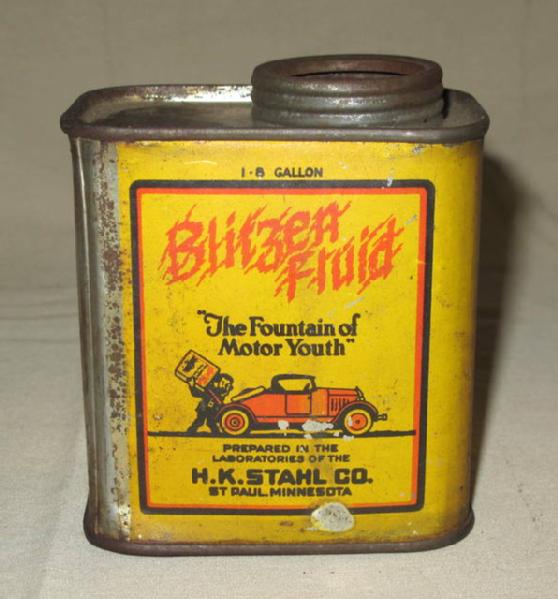 1-8 GALLON
Blitzen
Fluid
"The Fountain of
Motor Youth"
PREPARED IN THE
LABORATORIES OF THE
H.K. STAHL CO.
ST PAUL, MINNESOTA